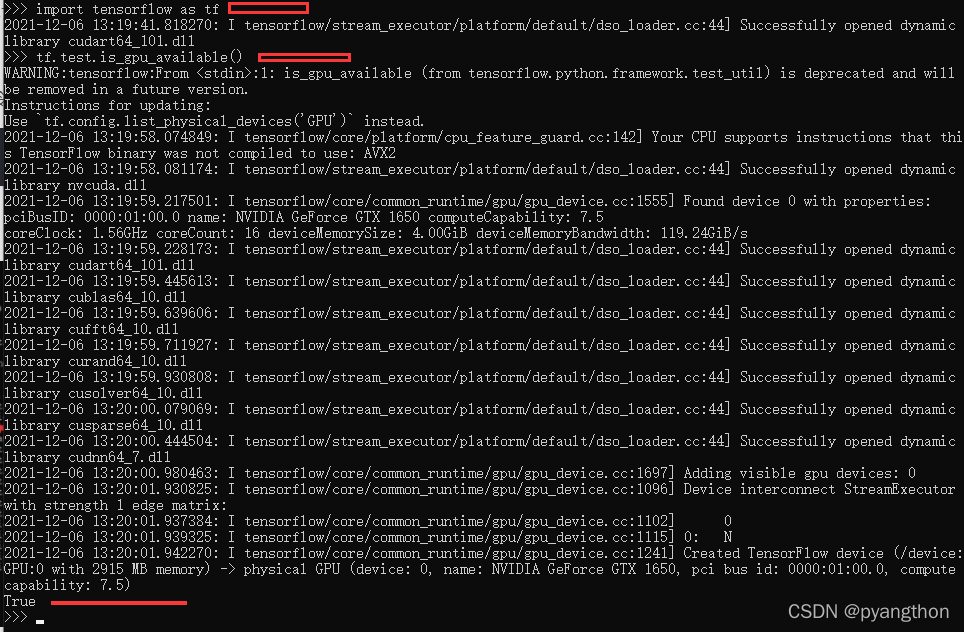 >>> import tensorflow as tf
2021-12-06 13:19:41.818270: I tensorflow/stream_executor/platform/default/dso_loader.cc:44] Successfully opened dynamic
library cudart64_101.dll
>>> tf.test.is_gpu_available()
WARNING:tensorflow:From <stdin>:1: is_gpu_available (from tensorflow.python.framework.test_util) is deprecated and will
be removed in a future version.
Instructions for updating:
Use `tf.config.list_physical_devices('GPU')` instead.
2021-12-06 13:19:58.074849: I tensorflow/core/platform/cpu_feature_guard.cc:142] Your CPU supports instructions that thi
s TensorFlow binary was not compiled to use: AVX2
2021-12-06 13:19:58.081174: I tensorflow/stream_executor/platform/default/dso_loader.cc:44] Successfully opened dynamic
library nvcuda.dll
2021-12-06 13:19:59.217501: I tensorflow/core/common_runtime/gpu/gpu_device.cc:1555] Found device 0 with properties:
pciBusID: 0000:01:00.0 name: NVIDIA GeForce GTX 1650 computeCapability: 7.5
coreClock: 1.56GHz coreCount: 16 deviceMemorySize: 4.00GiB deviceMemoryBandwidth: 119.24GiB/s
2021-12-06 13:19:59.228173: I tensorflow/stream_executor/platform/default/dso_loader.cc:44] Successfully opened dynamic
library cudart64_101.dll
2021-12-06 13:19:59.445613: I tensorflow/stream_executor/platform/default/dso_loader.cc:44] Successfully opened dynamic
library cublas64_10.dll
2021-12-06 13:19:59.639606: I tensorflow/stream_executor/platform/default/dso_loader.cc:44] Successfully opened dynamic
library cufft64_10.dll
2021-12-06 13:19:59.711927: I tensorflow/stream_executor/platform/default/dso_loader.cc:44] Successfully opened dynamic
library curand64_10.dll
2021-12-06 13:19:59.930808: I tensorflow/stream_executor/platform/default/dso_loader.cc:44] Successfully opened dynamic
library cusolver64_10.dll
2021-12-06 13:20:00.079069: I tensorflow/stream_executor/platform/default/dso_loader.cc:44] Successfully opened dynamic
library cusparse64_10.dll
2021-12-06 13:20:00.444504: I tensorflow/stream_executor/platform/default/dso_loader.cc:44] Successfully opened dynamic
library cudnn64_7.dll
2021-12-06 13:20:00.980463: I tensorflow/core/common_runtime/gpu/gpu_device.cc:1697] Adding visible gpu devices: 0
2021-12-06 13:20:01.930825: I tensorflow/core/common_runtime/gpu/gpu_device.cc:1096] Device interconnect StreamExecutor
with strength 1 edge matrix:
2021-12-06 13:20:01.937384: I tensorflow/core/common_runtime/gpu/gpu_device.cc:1102]      0
2021-12-06 13:20:01.939325: I tensorflow/core/common_runtime/gpu/gpu_device.cc:1115] 0:   N
2021-12-06 13:20:01.942270: I tensorflow/core/common_runtime/gpu/gpu_device.cc:1241] Created TensorFlow device (/device:
GPU:0 with 2915 MB memory) -> physical GPU (device: 0, name: NVIDIA GeForce GTX 1650, pci bus id: 0000:01:00.0, compute
capability: 7.5)
True
>>>
CSDN @pyangthon